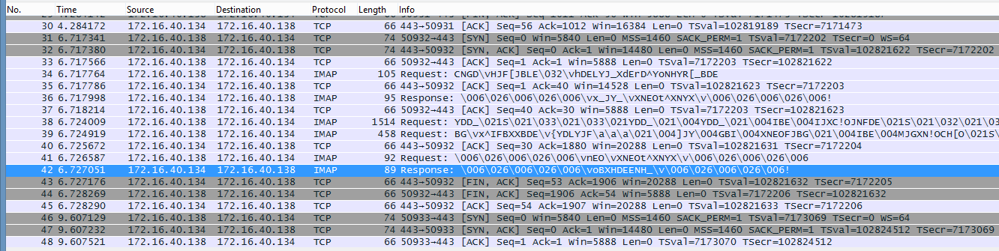 No. Time Source Destination Protocol Length Info
30 4.284172 172.16.40.134 172.16.40.138 TCP 66 443→50931 [ACK] Seq=56 Ack=1012 Win=16384 Len=0 TSval=102819189 TSecr=7171473
31 6.717341 172.16.40.138 172.16.40.134 TCP 74 50932→443 [SYN] Seq=0 Win=5840 Len=0 MSS=1460 SACK_PERM=1 TSval=7172202 TSecr=0 WS=64
32 6.717380 172.16.40.134 172.16.40.138 TCP 74 443→50932 [SYN, ACK] Seq=0 Ack=1 Win=14480 Len=0 MSS=1460 SACK_PERM=1 TSval=102821622 TSecr=7172202
33 6.717566 172.16.40.138 172.16.40.134 TCP 66 50932→443 [ACK] Seq=1 Ack=1 Win=5888 Len=0 TSval=7172203 TSecr=102821622
34 6.717764 172.16.40.138 172.16.40.134 IMAP 105 Request: CNGD\vHJF[JBLE\032\vhDELYJ_XdErD^YoNHYR[_BDE
35 6.717786 172.16.40.134 172.16.40.138 TCP 66 443→50932 [ACK] Seq=1 Ack=40 Win=14528 Len=0 TSval=102821623 TSecr=7172203
36 6.717998 172.16.40.134 172.16.40.138 IMAP 95 Response: \006\026\006\026\006\vx_JY_\vXNEOt^XNYX\v\006\026\006\026\006!
37 6.718214 172.16.40.138 172.16.40.134 TCP 66 50932→443 [ACK] Seq=40 Ack=30 Win=5888 Len=0 TSval=7172203 TSecr=102821623
38 6.724009 172.16.40.138 172.16.40.134 IMAP 1514 Request: YDD_\021S\021\033\021\033\021YDD_\021\004YDD_\021\004IBE\004IJXC!OJNFDE\021S\021\032\021\03
39 6.724919 172.16.40.138 172.16.40.134 IMAP 458 Request: BG\vx^IFBXXBDE\v{YDLYJF\a\a\a\021\004]JY\004GBI\004XNEOFJBG\021\004IBE\004MJGXN!OCH[O\021S\0
40 6.725672 172.16.40.134 172.16.40.138 TCP 66 443→50932 [ACK] Seq=30 Ack=1880 Win=20288 Len=0 TSval=102821631 TSecr=7172204
41 6.726587 172.16.40.138 172.16.40.134 IMAP 92 Request: \006\026\006\026\006\vnEO\vXNEOt^XNYX\v\006\026\006\026\006
42 6.727051 172.16.40.134 172.16.40.138 IMAP 89 Response: \006\026\006\026\006\voBXHDEENH_\v\006\026\006\026\006!
43 6.727176 172.16.40.134 172.16.40.138 TCP 66 443→50932 [FIN, ACK] Seq=53 Ack=1906 Win=20288 Len=0 TSval=102821632 TSecr=7172205
44 6.728269 172.16.40.138 172.16.40.134 TCP 66 50932→443 [FIN, ACK] Seq=1906 Ack=54 Win=5888 Len=0 TSval=7172206 TSecr=102821632
45 6.728290 172.16.40.134 172.16.40.138 TCP 66 443→50932 [ACK] Seq=54 Ack=1907 Win=20288 Len=0 TSval=102821633 TSecr=7172206
46 9.607129 172.16.40.138 172.16.40.134 TCP 74 50933→443 [SYN] Seq=0 Win=5840 Len=0 MSS=1460 SACK_PERM=1 TSval=7173069 TSecr=0 WS=64
47 9.607232 172.16.40.134 172.16.40.138 TCP 74 443→50933 [SYN, ACK] Seq=0 Ack=1 Win=14480 Len=0 MSS=1460 SACK_PERM=1 TSval=102824512 TSecr=7173069
48 9.607521 172.16.40.138 172.16.40.134 TCP 66 50933→443 [ACK] Seq=1 Ack=1 Win=5888 Len=0 TSval=7173070 TSecr=102824512